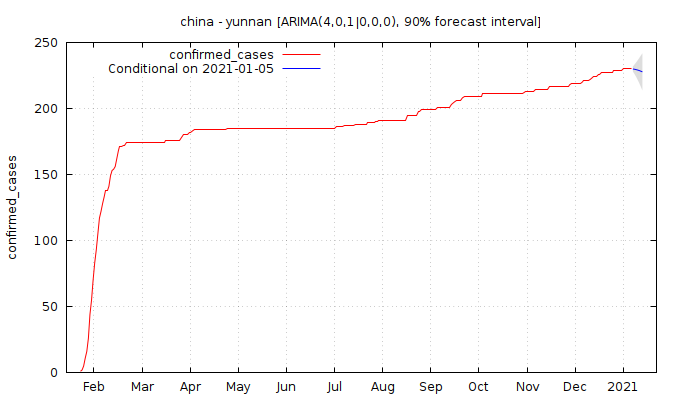 china - yunnan [ARIMA(4,0,1|0,0,0), 90% forecast interval]
confirmed_cases
Conditional on 2021-01-05
confirmed_cases
250
200
150
100
50
0
Feb Mar Apr May Jun Jul Aug Sep Oct Nov Dec 2021